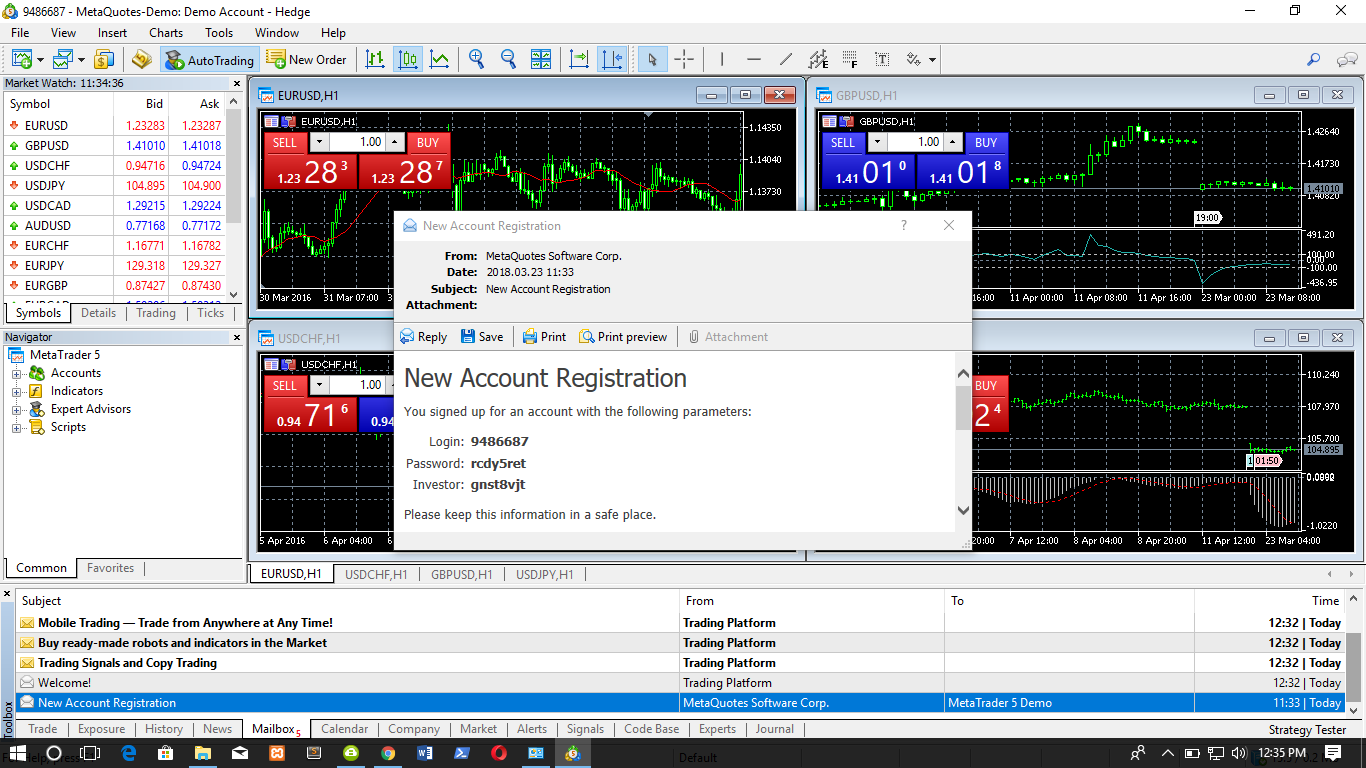 9486687 - MetaQuotes-Demo: Demo Account - Hedge
File View Insert Charts Tools Window Help
AutoTrading New Order
Market Watch: 11:34:36
Symbol Bid Ask
EURUSD 1.23283 1.23287
GBPUSD 1.41010 1.41018
USDCHF 0.94716 0.94724
USDJPY 104.895 104.900
USDCAD 1.29215 1.29224
AUDUSD 0.77168 0.77172
EURCHF 1.16771 1.16782
EURJPY 129.318 129.327
EURGBP 0.87427 0.87430
Symbols Details Trading Ticks
Navigator
MetaTrader 5
Accounts
Indicators
Expert Advisors
Scripts
Common Favorites
EURUSD,H1
EURUSD,H1
SELL 1.00 BUY
1.23 28 3 1.23 28 7
1.14350
1.14040
1.13730
30 Mar 2016 31 Mar 07:00
GBPUSD,H1
GBPUSD,H1
SELL 1.00 BUY
1.41 01 0 1.41 01 8
1.42640
1.41730
1.41010
1.40820
19:00
491.20
100.00
0.00
-100.00
-436.95
16:00 11 Apr 00:00 11 Apr 08:00 11 Apr 16:00 23 Mar 00:00 23 Mar 08:00
USDCHF,H1
USDCHF,H1
SELL 1.00
0.94 71 6 0.94
5 Apr 2016 6 Apr 04:00
BUY
2 4
110.240
107.970
105.700
104.895
1 01:50
-1.0220
20:00 7 Apr 12:00 8 Apr 04:00 8 Apr 20:00 11 Apr 12:00 23 Mar 04:00
New Account Registration ?
From: MetaQuotes Software Corp.
Date: 2018.03.23 11:33
Subject: New Account Registration
Attachment:
Reply Save Print Print preview Attachment
New Account Registration
You signed up for an account with the following parameters:
Login: 9486687
Password: rcdy5ret
Investor: gnst8vjt
Please keep this information in a safe place.
EURUSD,H1 USDCHF,H1 GBPUSD,H1 USDJPY,H1
Subject From To Time
Mobile Trading — Trade from Anywhere at Any Time! Trading Platform 12:32 | Today
Buy ready-made robots and indicators in the Market Trading Platform 12:32 | Today
Trading Signals and Copy Trading Trading Platform 12:32 | Today
Welcome! Trading Platform 12:32 | Today
New Account Registration MetaQuotes Software Corp. MetaTrader 5 Demo 11:33 | Today
Toolbox
Trade Exposure History News Mailbox 5 Calendar Company Market Alerts Signals Code Base Experts Journal Strategy Tester
Default
12:35 PM